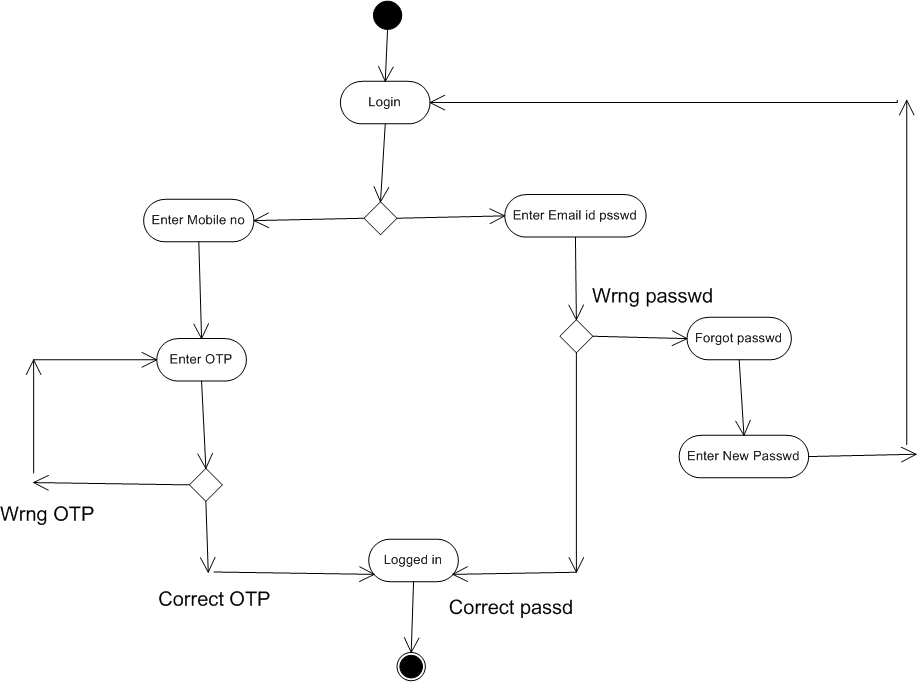 Login
Enter Mobile no
Enter Email id psswd
Wrng passwd
Forgot passwd
Enter OTP
Enter New Passwd
Wrng OTP
Logged in
Correct OTP
Correct passd